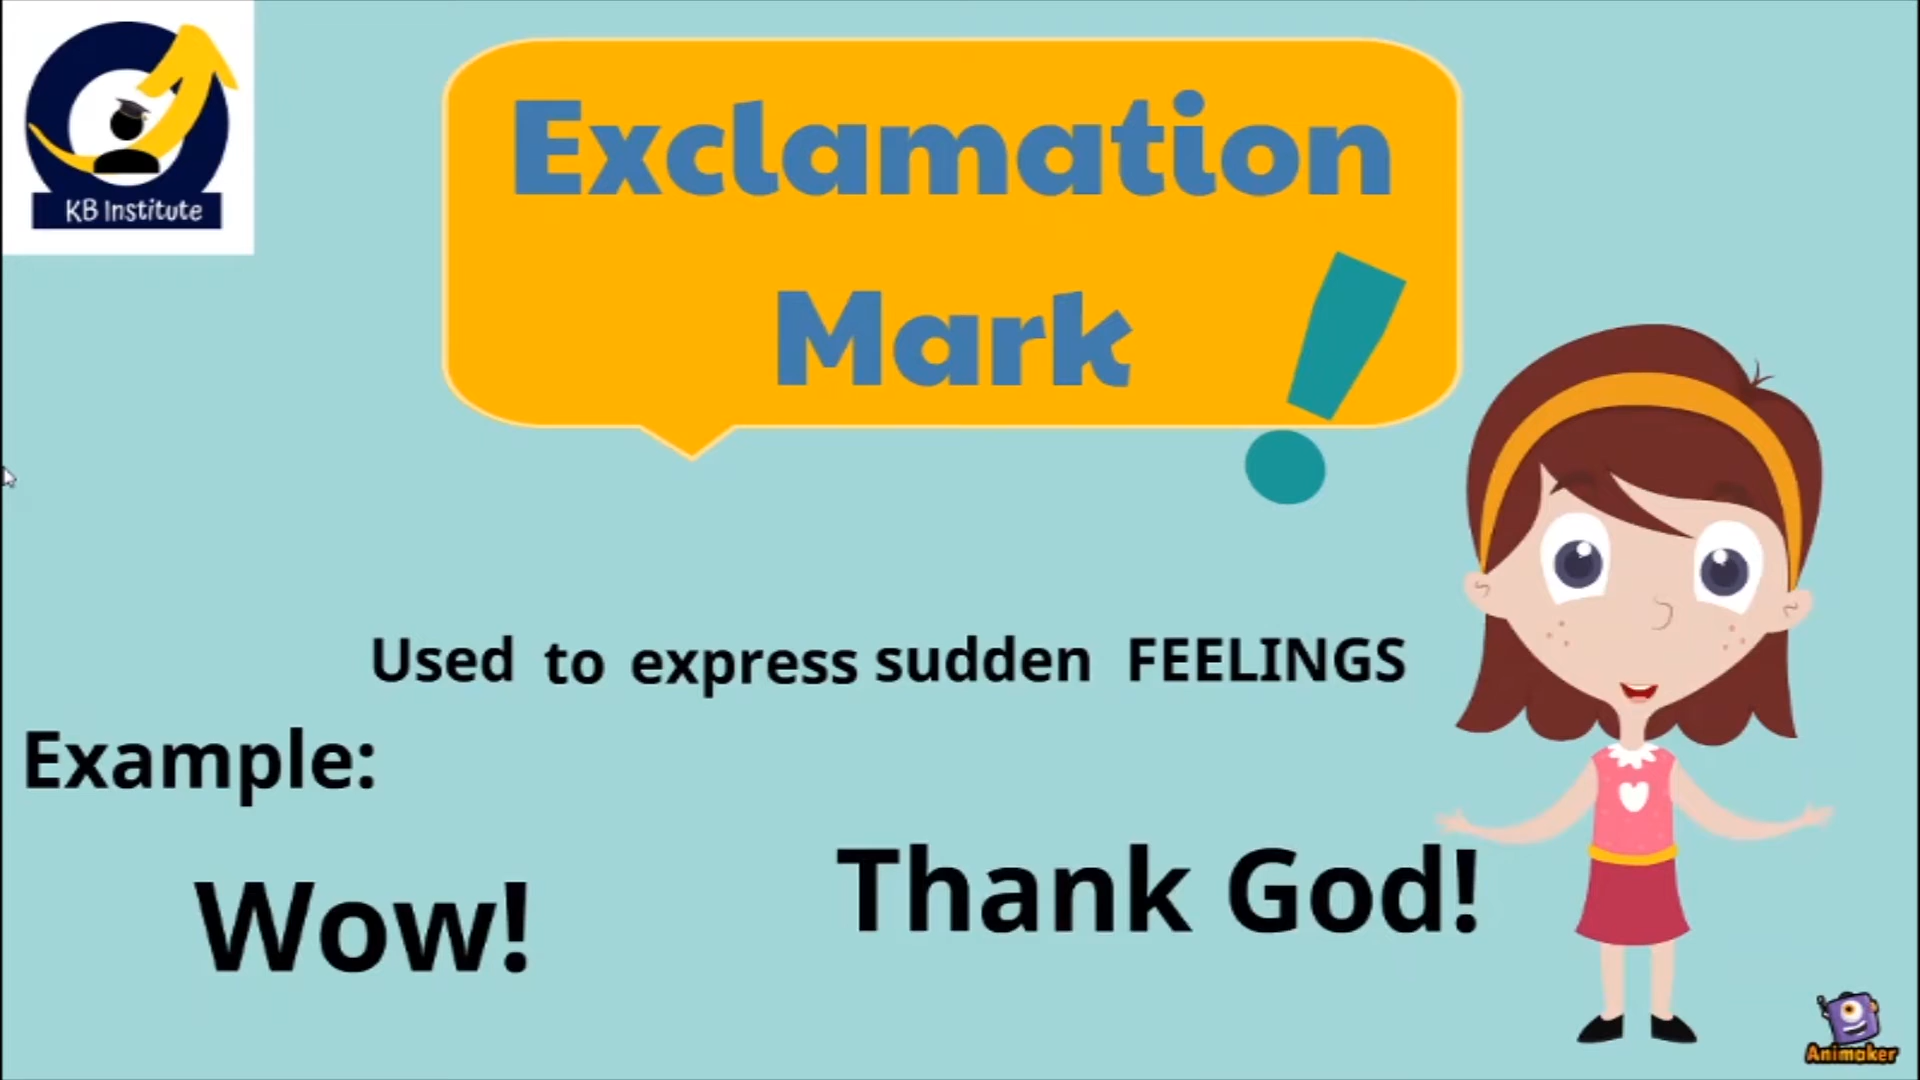 KB Institute
Exclamation
Mark
!
Used to express sudden FEELINGS
Example:
Wow!
Thank God!
Animaker